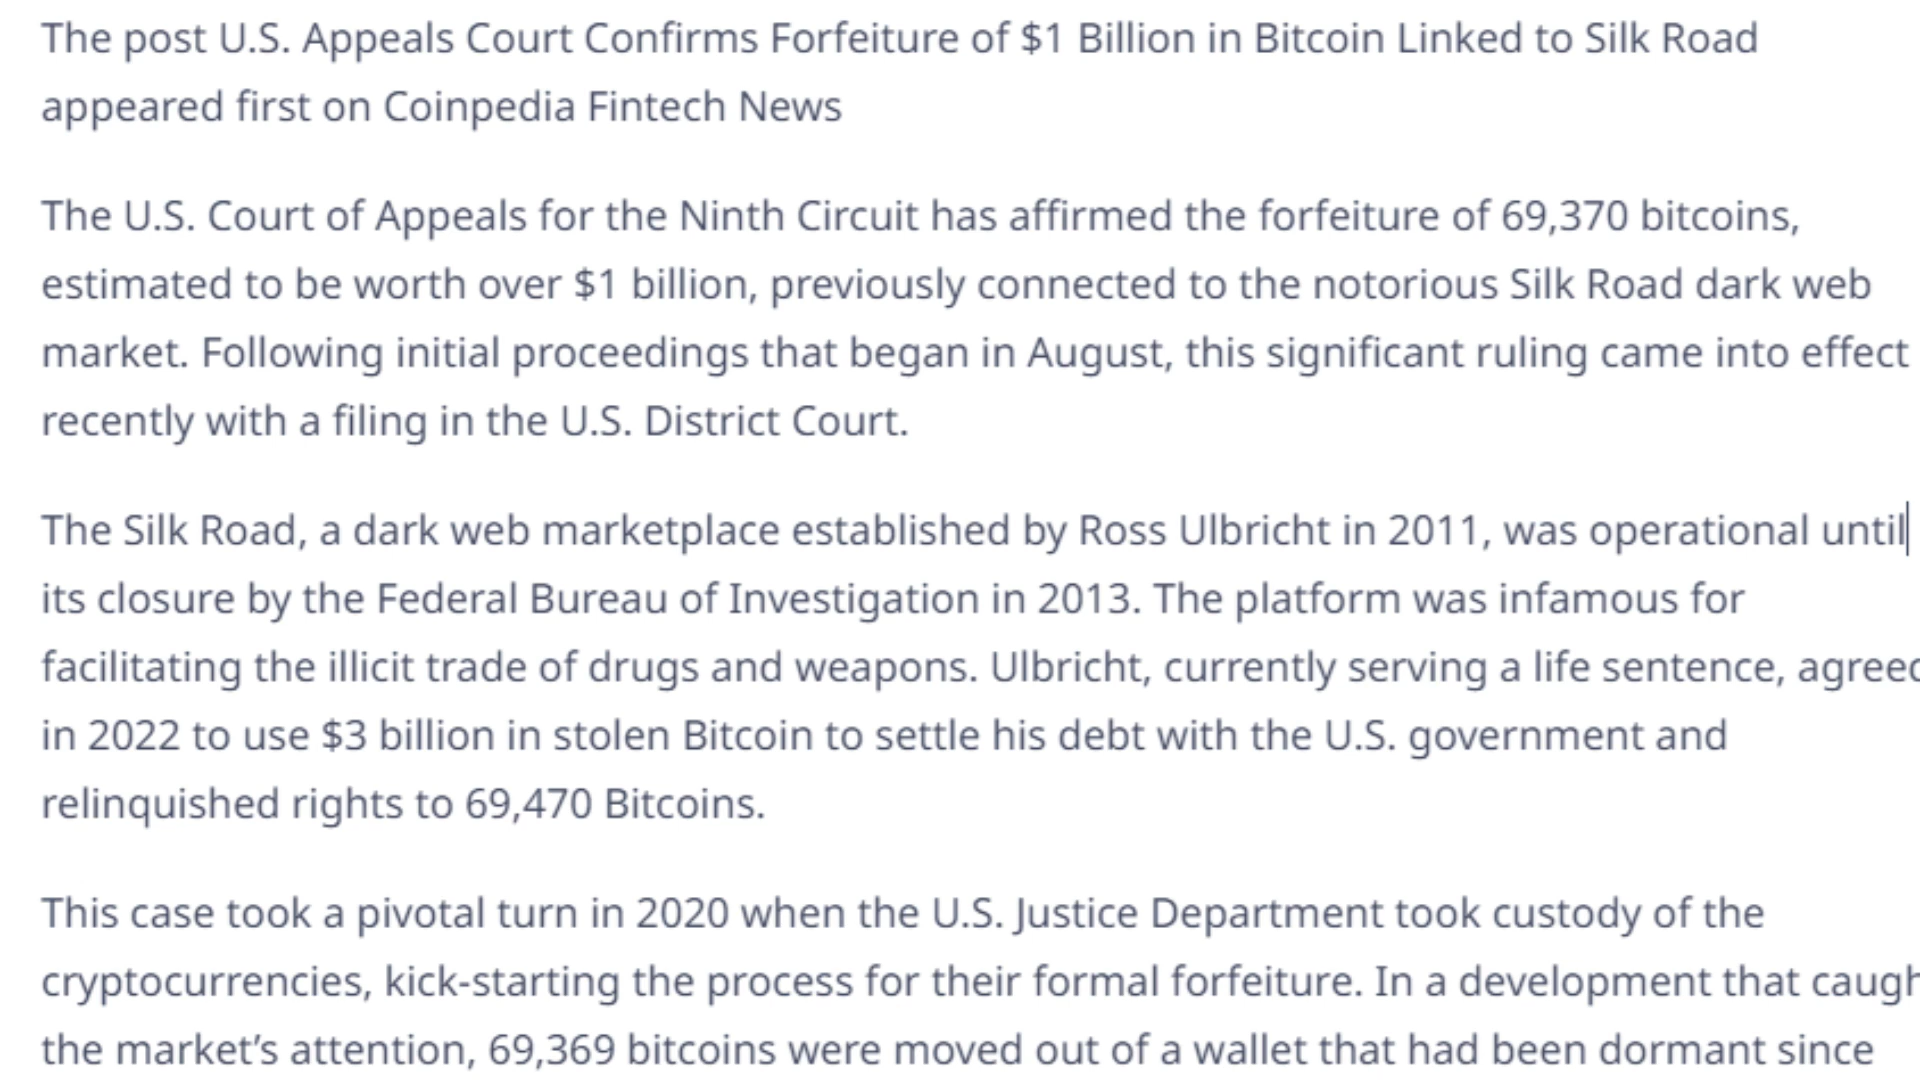 The post U.S. Appeals Court Confirms Forfeiture of $1 Billion in Bitcoin Linked to Silk Road
appeared first on Coinpedia Fintech News
The U.S. Court of Appeals for the Ninth Circuit has affirmed the forfeiture of 69,370 bitcoins,
estimated to be worth over $1 billion, previously connected to the notorious Silk Road dark web
market. Following initial proceedings that began in August, this significant ruling came into effect
recently with a filing in the U.S. District Court.
The Silk Road, a dark web marketplace established by Ross Ulbricht in 2011, was operational until
its closure by the Federal Bureau of Investigation in 2013. The platform was infamous for
facilitating the illicit trade of drugs and weapons. Ulbricht, currently serving a life sentence, agreed
in 2022 to use $3 billion in stolen Bitcoin to settle his debt with the U.S. government and
relinquished rights to 69,470 Bitcoins.
This case took a pivotal turn in 2020 when the U.S. Justice Department took custody of the
cryptocurrencies, kick-starting the process for their formal forfeiture. In a development that caugh
the market’s attention, 69,369 bitcoins were moved out of a wallet that had been dormant since